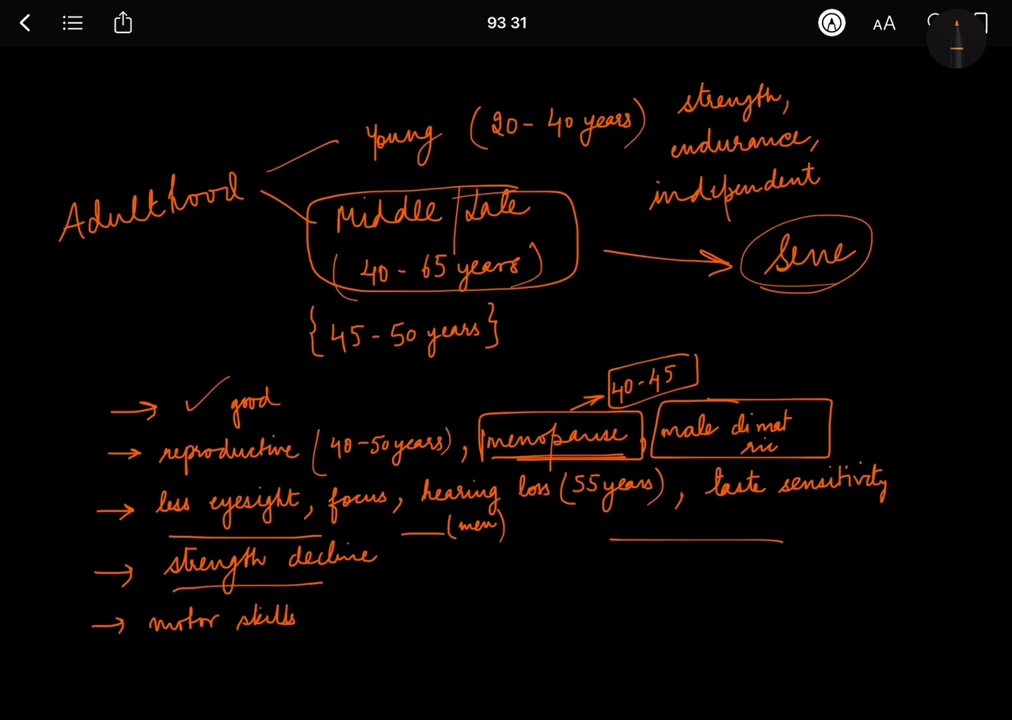 93 31
AA
Adulthood
Young (20 - 40 years)
strength,
endurance,
independent
Middle | Late
(40 - 65 years)
Sene
{45 - 50 years}
→ ✓ good
40-45
→ reproductive (40-50 years), menopause, male dimat
ric
→ less eyesight, focus, hearing loss (55 years), taste sensitivity
(men)
→ strength decline
→ motor skills